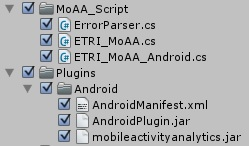 MoAA_Script
ErrorParser.cs
ETRI_MoAA.cs
ETRI_MoAA_Android.cs
Plugins
Android
AndroidManifest.xml
AndroidPlugin.jar
mobileactivityanalytics.jar